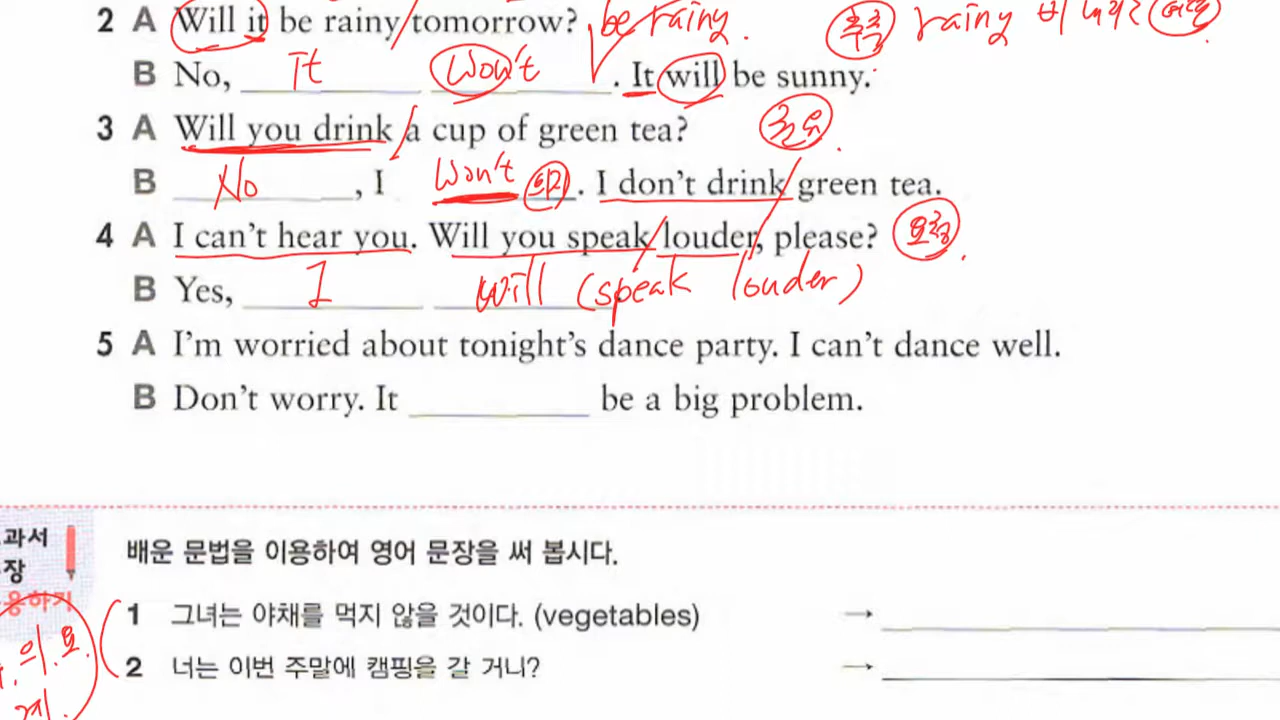 2 A Will it be rainy/tomorrow? be rainy. 추측 rainy 비 내리는
B No, It Won't. It will be sunny.
3 A Will you drink/a cup of green tea? 권유.
B No, I Won't. I don't drink/green tea.
4 A I can't hear you. Will you speak/louder,/please? 요청.
B Yes, I will (speak louder)
5 A I'm worried about tonight's dance party. I can't dance well.
B Don't worry. It ________ be a big problem.
과서
장
용하기
배운 문법을 이용하여 영어 문장을 써 봅시다.
1 그녀는 야채를 먹지 않을 것이다. (vegetables) →
의.요.
2 너는 이번 주말에 캠핑을 갈 거니? →